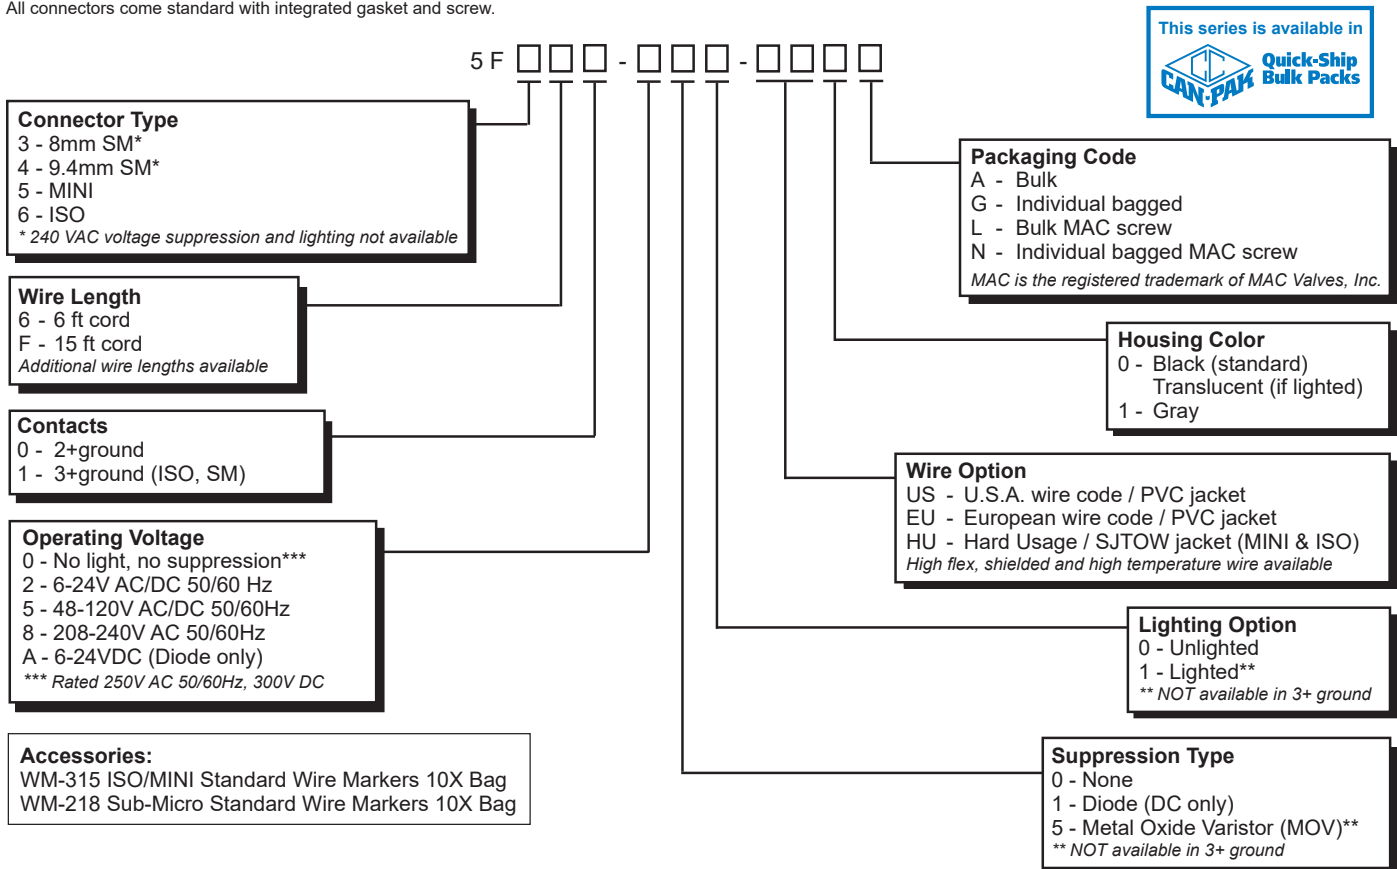 All connectors come standard with integrated gasket and screw.
This series is available in
CC
CAN-PAK
Quick-Ship
Bulk Packs
5 F - -
Connector Type
3 - 8mm SM*
4 - 9.4mm SM*
5 - MINI
6 - ISO
* 240 VAC voltage suppression and lighting not available
Wire Length
6 - 6 ft cord
F - 15 ft cord
Additional wire lengths available
Contacts
0 - 2+ground
1 - 3+ground (ISO, SM)
Operating Voltage
0 - No light, no suppression***
2 - 6-24V AC/DC 50/60 Hz
5 - 48-120V AC/DC 50/60Hz
8 - 208-240V AC 50/60Hz
A - 6-24VDC (Diode only)
*** Rated 250V AC 50/60Hz, 300V DC
Accessories:
WM-315 ISO/MINI Standard Wire Markers 10X Bag
WM-218 Sub-Micro Standard Wire Markers 10X Bag
Packaging Code
A - Bulk
G - Individual bagged
L - Bulk MAC screw
N - Individual bagged MAC screw
MAC is the registered trademark of MAC Valves, Inc.
Housing Color
0 - Black (standard)
Translucent (if lighted)
1 - Gray
Wire Option
US - U.S.A. wire code / PVC jacket
EU - European wire code / PVC jacket
HU - Hard Usage / SJTOW jacket (MINI & ISO)
High flex, shielded and high temperature wire available
Lighting Option
0 - Unlighted
1 - Lighted**
** NOT available in 3+ ground
Suppression Type
0 - None
1 - Diode (DC only)
5 - Metal Oxide Varistor (MOV)**
** NOT available in 3+ ground